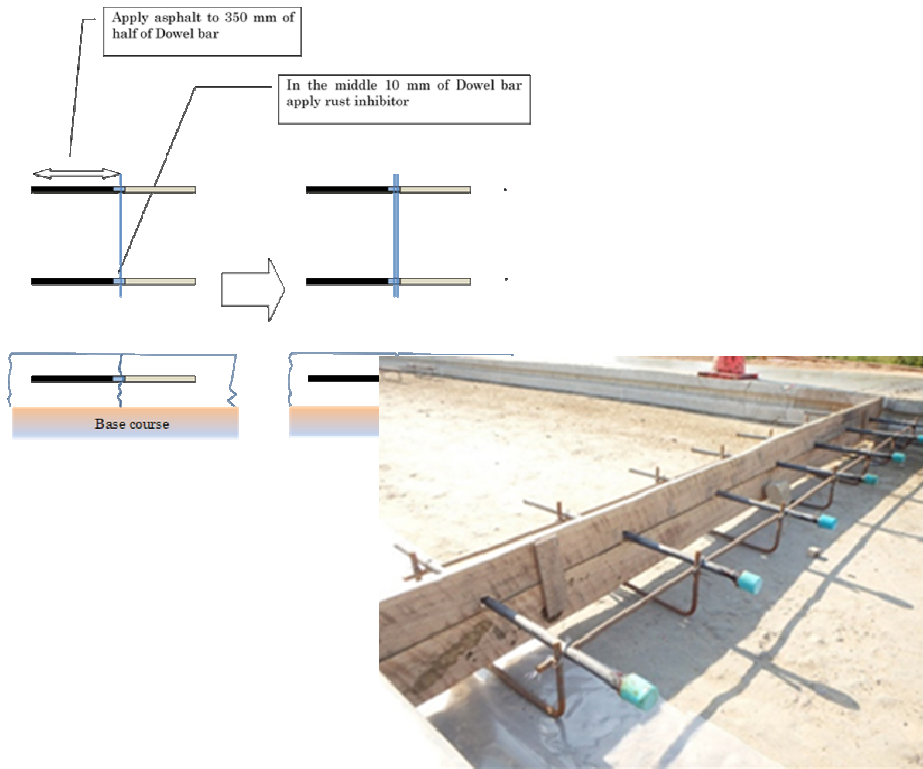 Apply asphalt to 350 mm of
half of Dowel bar
In the middle 10 mm of Dowel bar
apply rust inhibitor
Base course